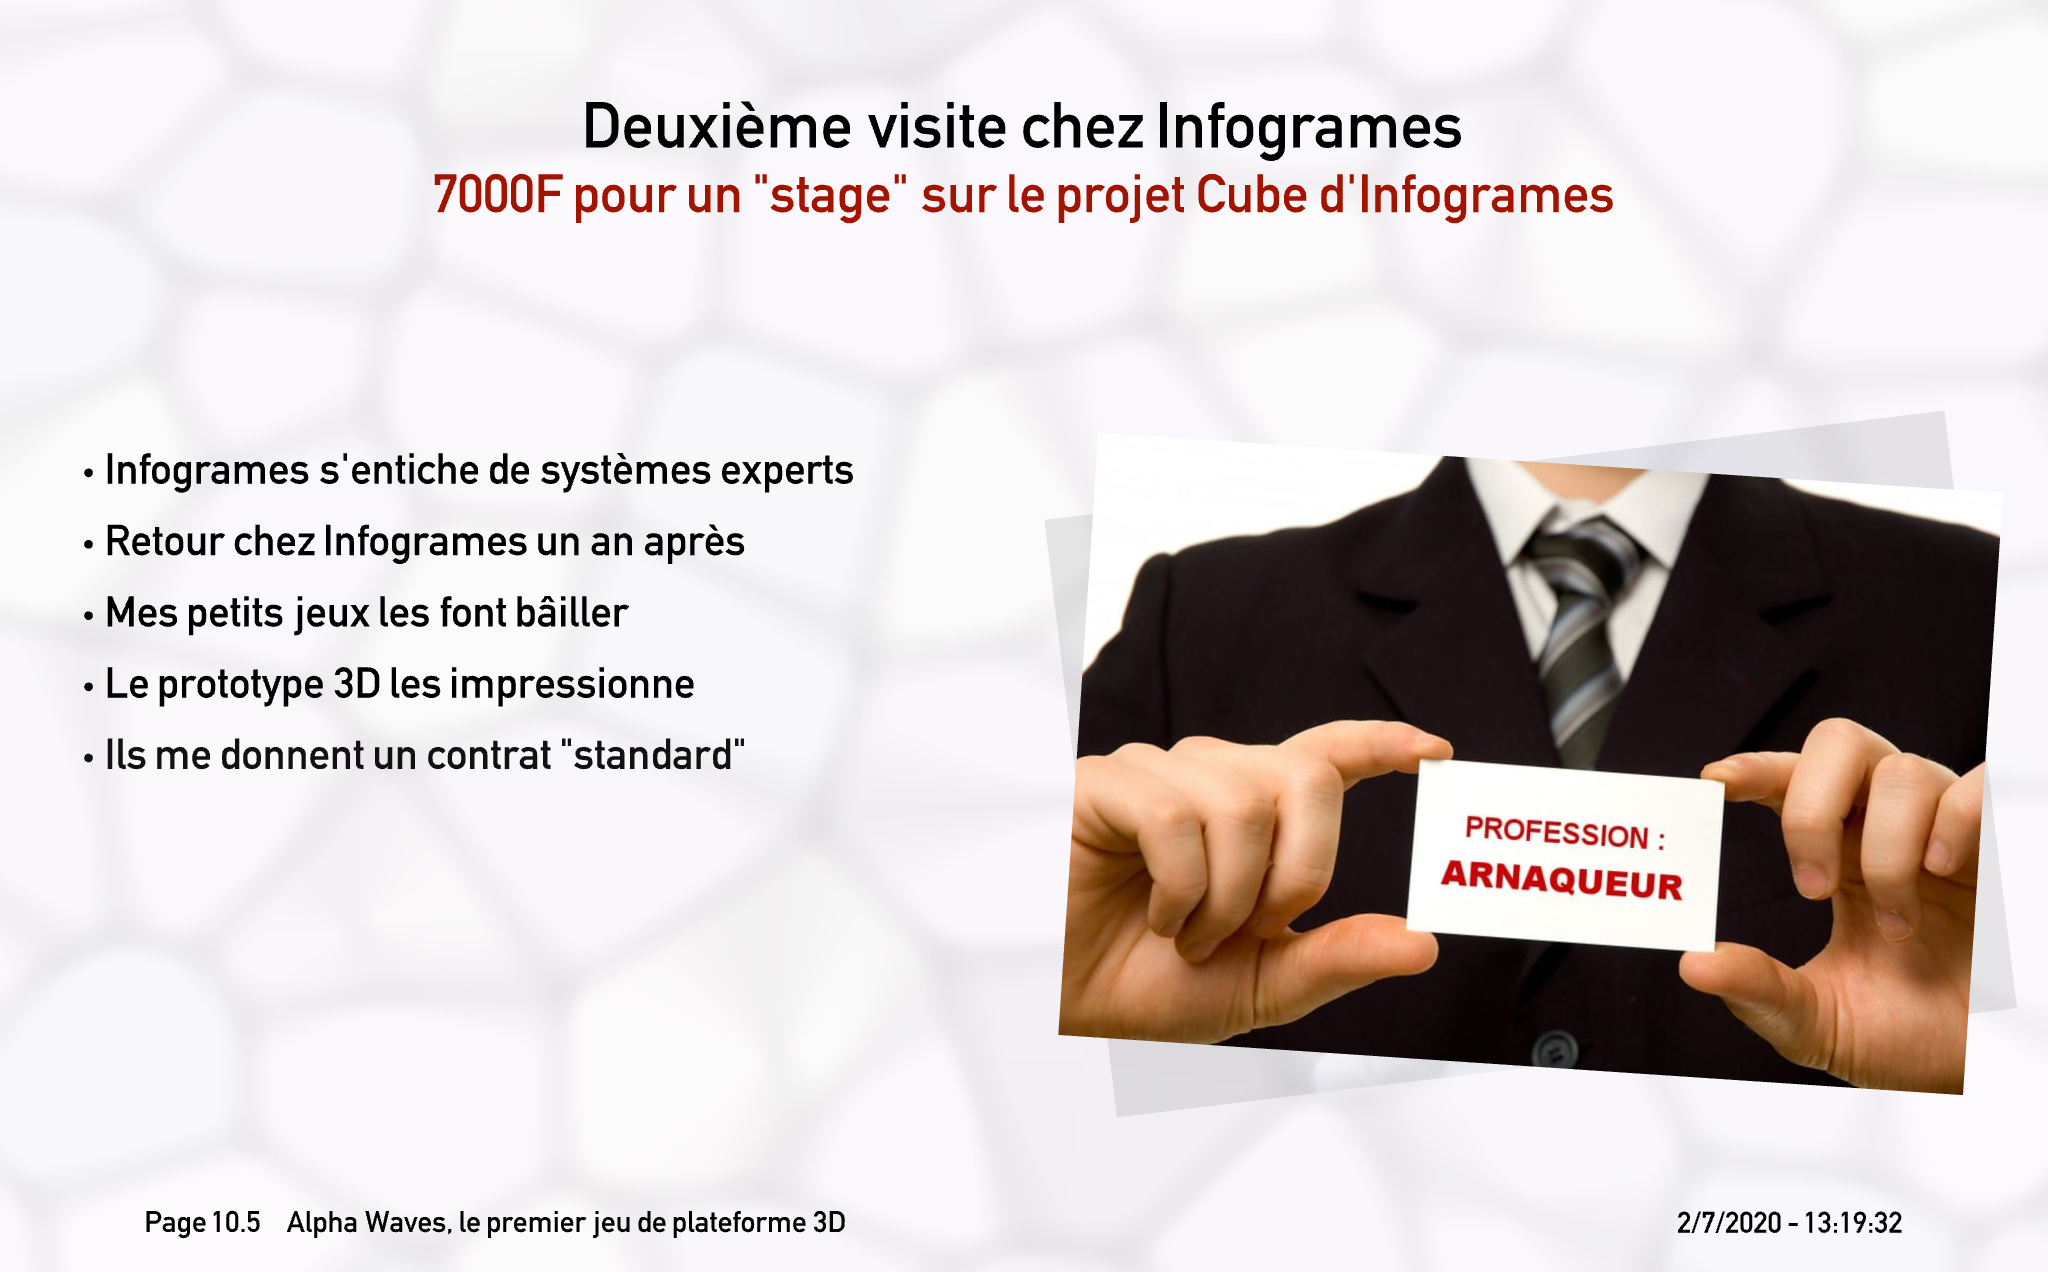 Deuxième visite chez Infogrames
7000F pour un "stage" sur le projet Cube d'Infogrames
• Infogrames s'entiche de systèmes experts
• Retour chez Infogrames un an après
• Mes petits jeux les font bâiller
• Le prototype 3D les impressionne
• Ils me donnent un contrat "standard"
PROFESSION :
ARNAQUEUR
Page 10.5 Alpha Waves, le premier jeu de plateforme 3D
2/7/2020 - 13:19:32